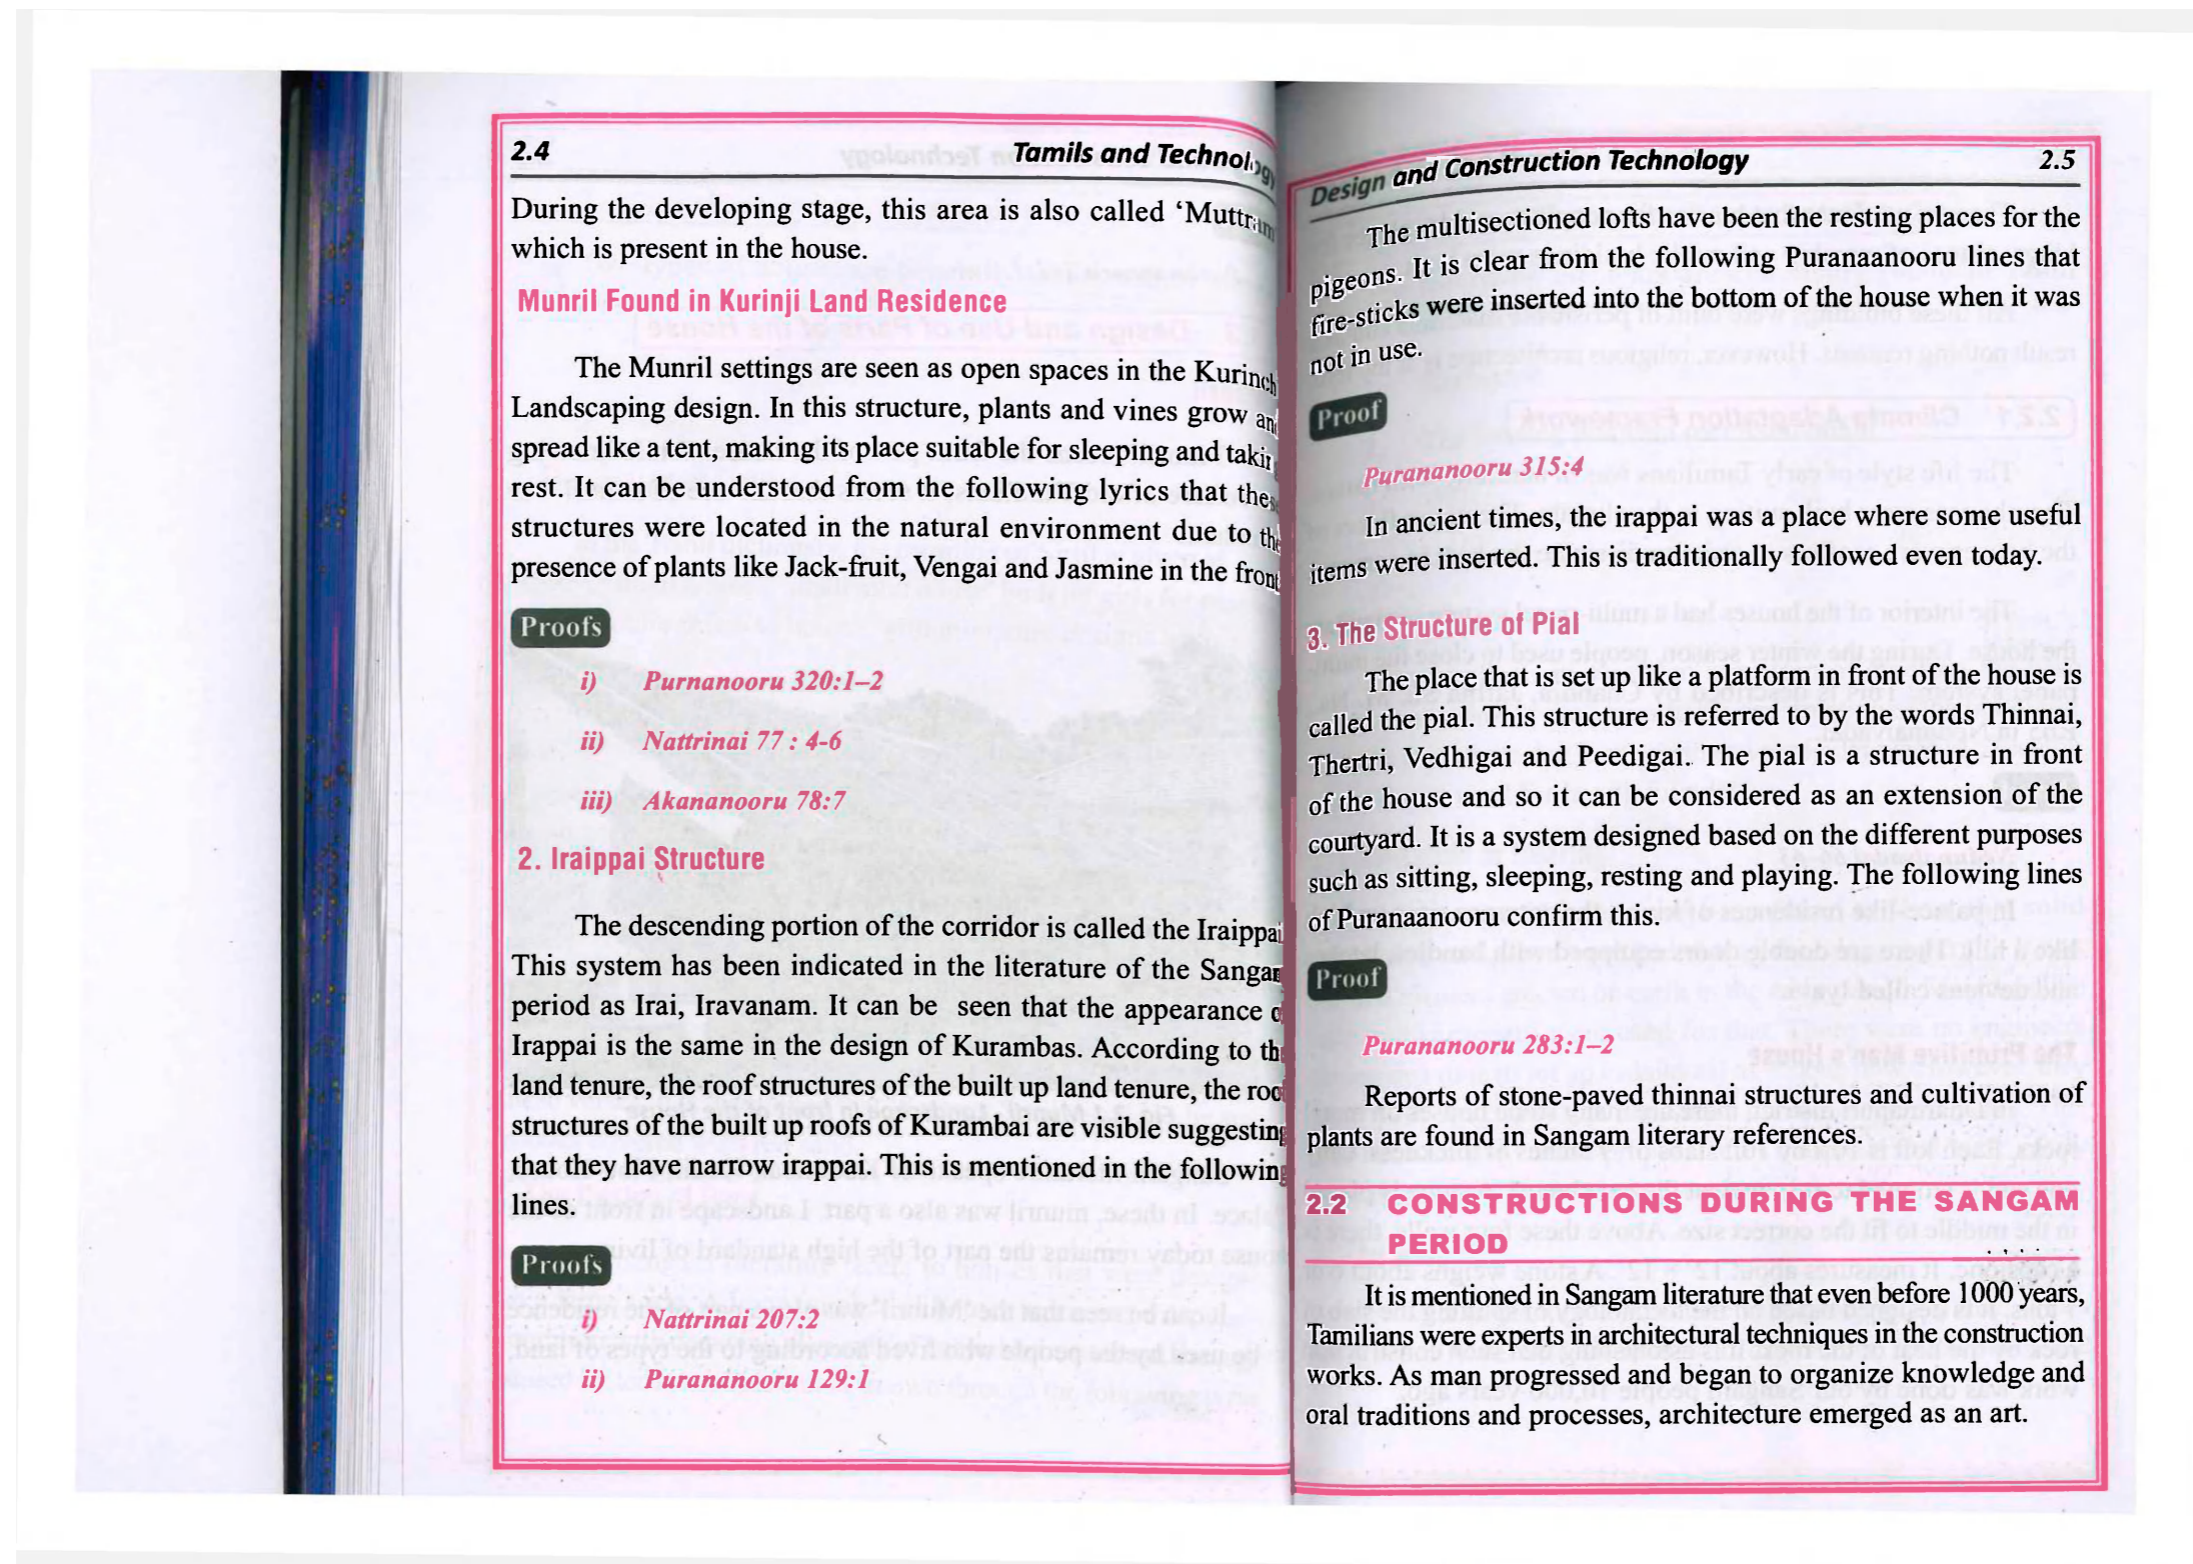 2.4 Tamils and Technology
During the developing stage, this area is also called ‘Muttram’
which is present in the house.
Munril Found in Kurinji Land Residence
The Munril settings are seen as open spaces in the Kurinch
Landscaping design. In this structure, plants and vines grow and
spread like a tent, making its place suitable for sleeping and taking
rest. It can be understood from the following lyrics that these
structures were located in the natural environment due to the
presence of plants like Jack-fruit, Vengai and Jasmine in the front
Proofs
i) Purnanooru 320:1–2
ii) Nattrinai 77 : 4-6
iii) Akananooru 78:7
2. Iraippai Structure
The descending portion of the corridor is called the Iraippai
This system has been indicated in the literature of the Sangam
period as Irai, Iravanam. It can be seen that the appearance of
Irappai is the same in the design of Kurambas. According to the
land tenure, the roof structures of the built up land tenure, the roof
structures of the built up roofs of Kurambai are visible suggesting
that they have narrow irappai. This is mentioned in the following
lines.
Proofs
i) Nattrinai 207:2
ii) Purananooru 129:1
Design and Construction Technology 2.5
The multisectioned lofts have been the resting places for the
pigeons. It is clear from the following Puranaanooru lines that
fire-sticks were inserted into the bottom of the house when it was
not in use.
Proof
Purananooru 315:4
In ancient times, the irappai was a place where some useful
items were inserted. This is traditionally followed even today.
3. The Structure of Pial
The place that is set up like a platform in front of the house is
called the pial. This structure is referred to by the words Thinnai,
Thertri, Vedhigai and Peedigai. The pial is a structure in front
of the house and so it can be considered as an extension of the
courtyard. It is a system designed based on the different purposes
such as sitting, sleeping, resting and playing. The following lines
of Puranaanooru confirm this.
Proof
Purananooru 283:1–2
Reports of stone-paved thinnai structures and cultivation of
plants are found in Sangam literary references.
2.2 CONSTRUCTIONS DURING THE SANGAM
PERIOD
It is mentioned in Sangam literature that even before 1000 years,
Tamilians were experts in architectural techniques in the construction
works. As man progressed and began to organize knowledge and
oral traditions and processes, architecture emerged as an art.